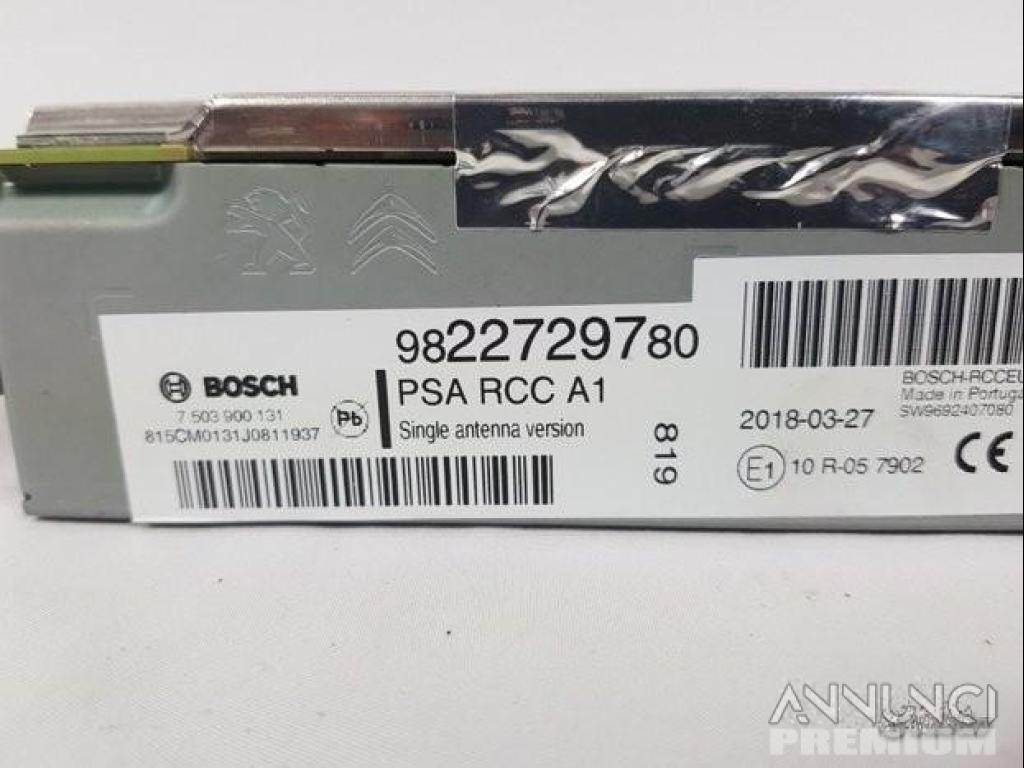 9822729780
BOSCH
PSA RCC A1
7 503 900 131
Pb
815CM0131J0811937
Single antenna version
819
BOSCH-RCCEU
Made in Portuga
SW9692407080
2018-03-27
E1
10 R-05 7902
CE
ANNUNCI
PREMIUM